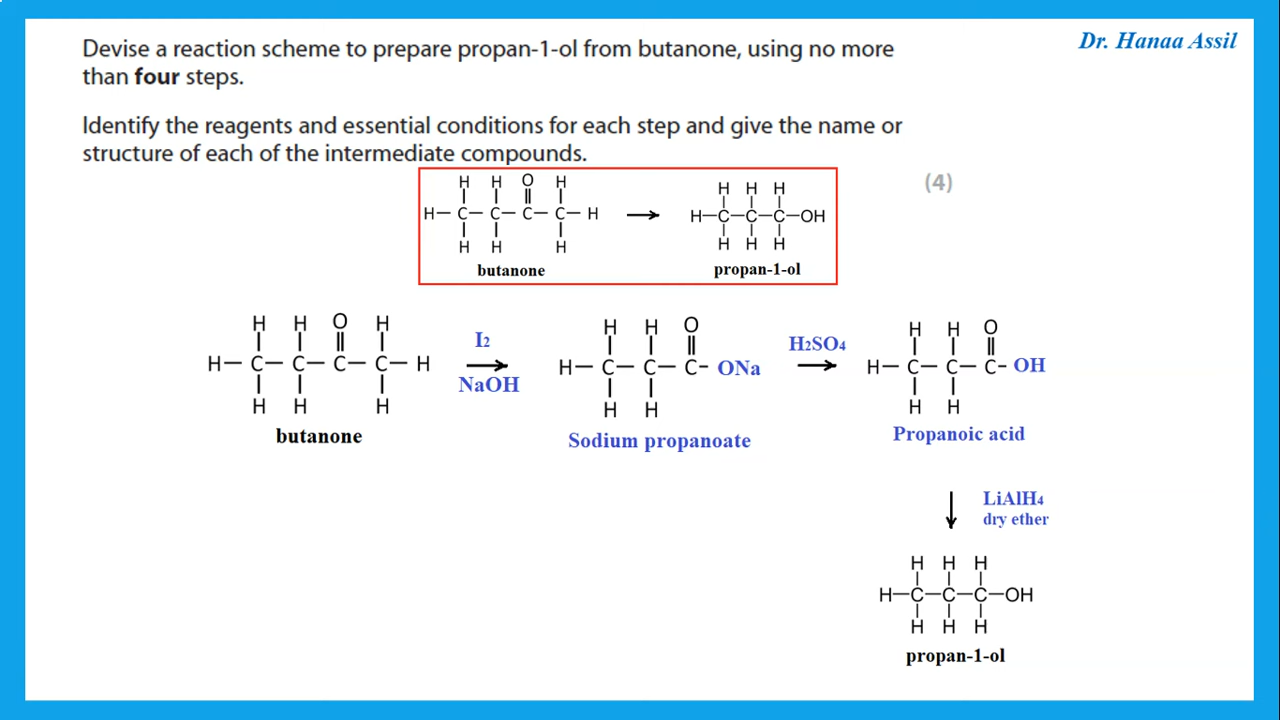 Devise a reaction scheme to prepare propan-1-ol from butanone, using no more
than four steps.
Dr. Hanaa Assil
Identify the reagents and essential conditions for each step and give the name or
structure of each of the intermediate compounds.
(4)
H H O H
H— C— C— C— C— H
H H H
butanone
H H H
H—C—C—C—OH
H H H
propan-1-ol
H H O H
H— C— C— C— C— H
H H H
butanone
I₂
NaOH
H H O
H— C— C— C- ONa
H H
Sodium propanoate
H₂SO₄
H H O
H— C— C— C- OH
H H
Propanoic acid
LiAlH₄
dry ether
H H H
H—C—C—C—OH
H H H
propan-1-ol